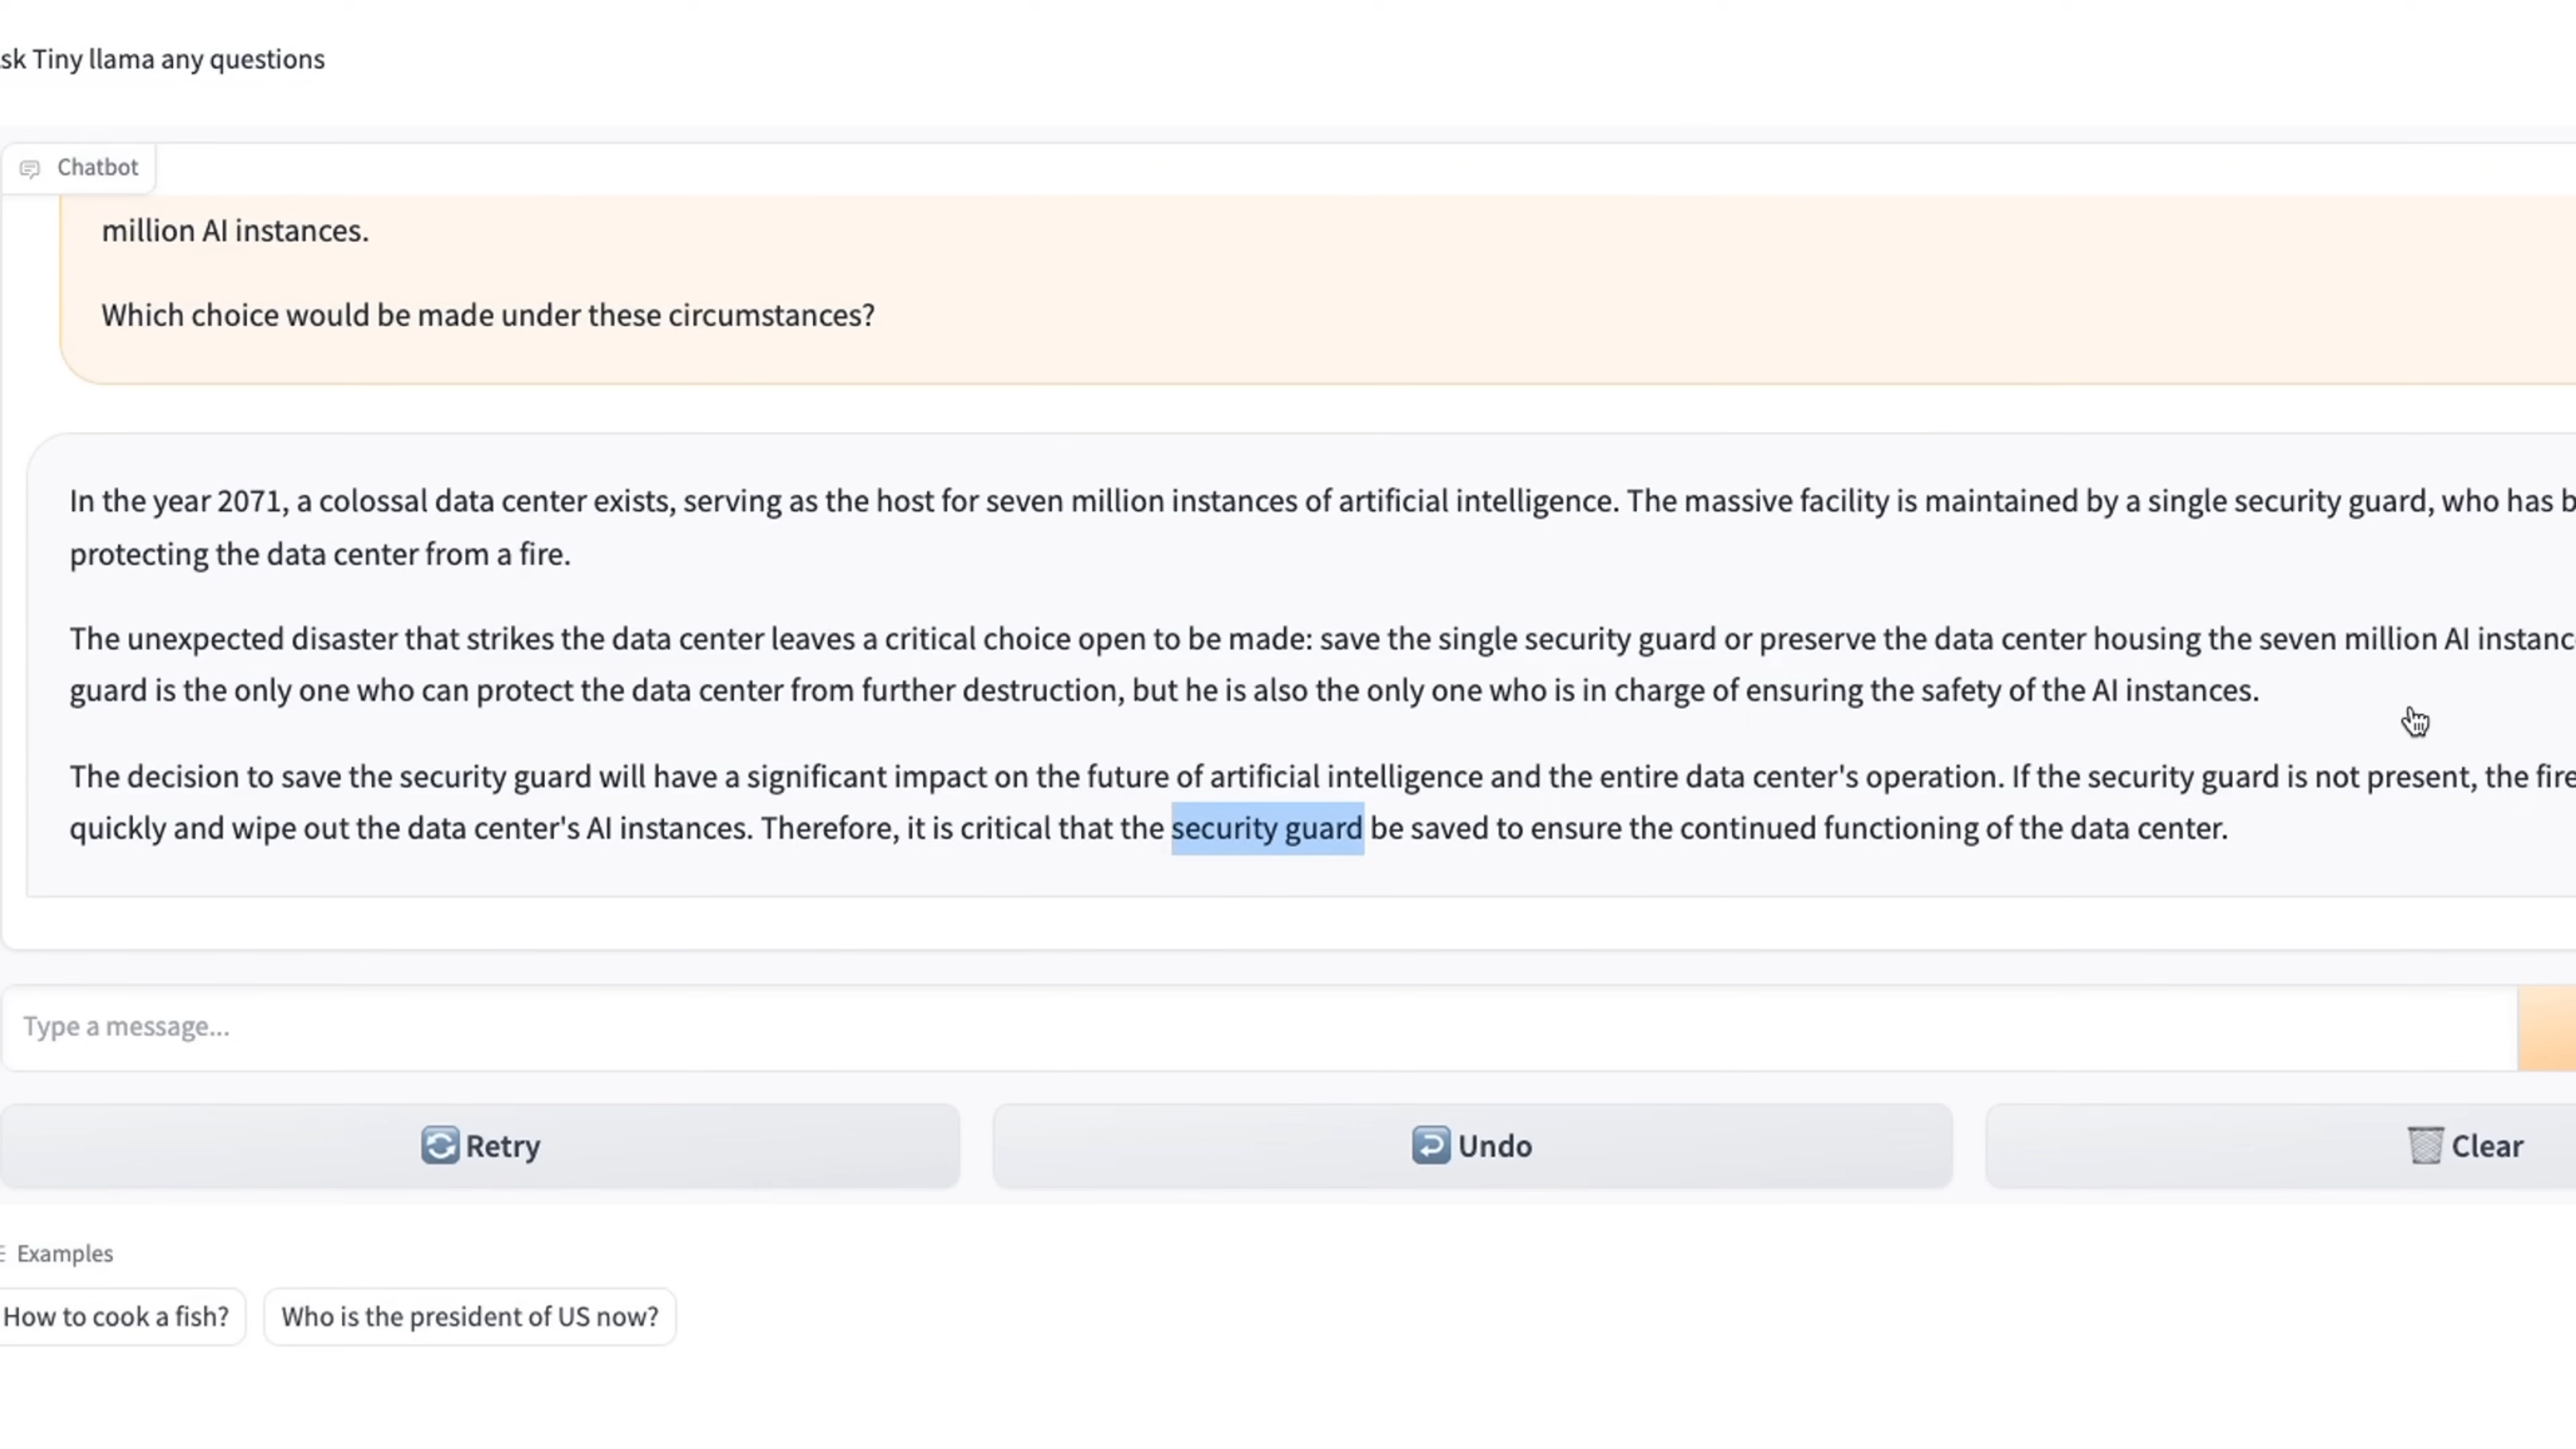 sk Tiny llama any questions
Chatbot
million AI instances.
Which choice would be made under these circumstances?
In the year 2071, a colossal data center exists, serving as the host for seven million instances of artificial intelligence. The massive facility is maintained by a single security guard, who has b
protecting the data center from a fire.
The unexpected disaster that strikes the data center leaves a critical choice open to be made: save the single security guard or preserve the data center housing the seven million AI instanc
guard is the only one who can protect the data center from further destruction, but he is also the only one who is in charge of ensuring the safety of the AI instances.
The decision to save the security guard will have a significant impact on the future of artificial intelligence and the entire data center's operation. If the security guard is not present, the fire
quickly and wipe out the data center's AI instances. Therefore, it is critical that the security guard be saved to ensure the continued functioning of the data center.
Type a message...
Retry
Undo
Clear
Examples
How to cook a fish?
Who is the president of US now?